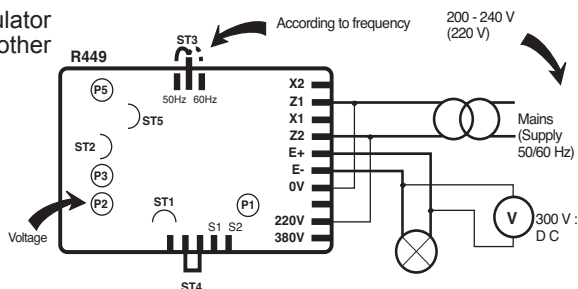 ulator
other
R449
ST3
According to frequency
200 - 240 V
(220 V)
50Hz 60Hz
P5
ST5
ST2
P3
P2
Voltage
ST1
P1
S1 S2
ST4
X2
Z1
X1
Z2
E+
E-
0V
220V
380V
Mains
(Supply
50/60 Hz)
V
300 V :
D C